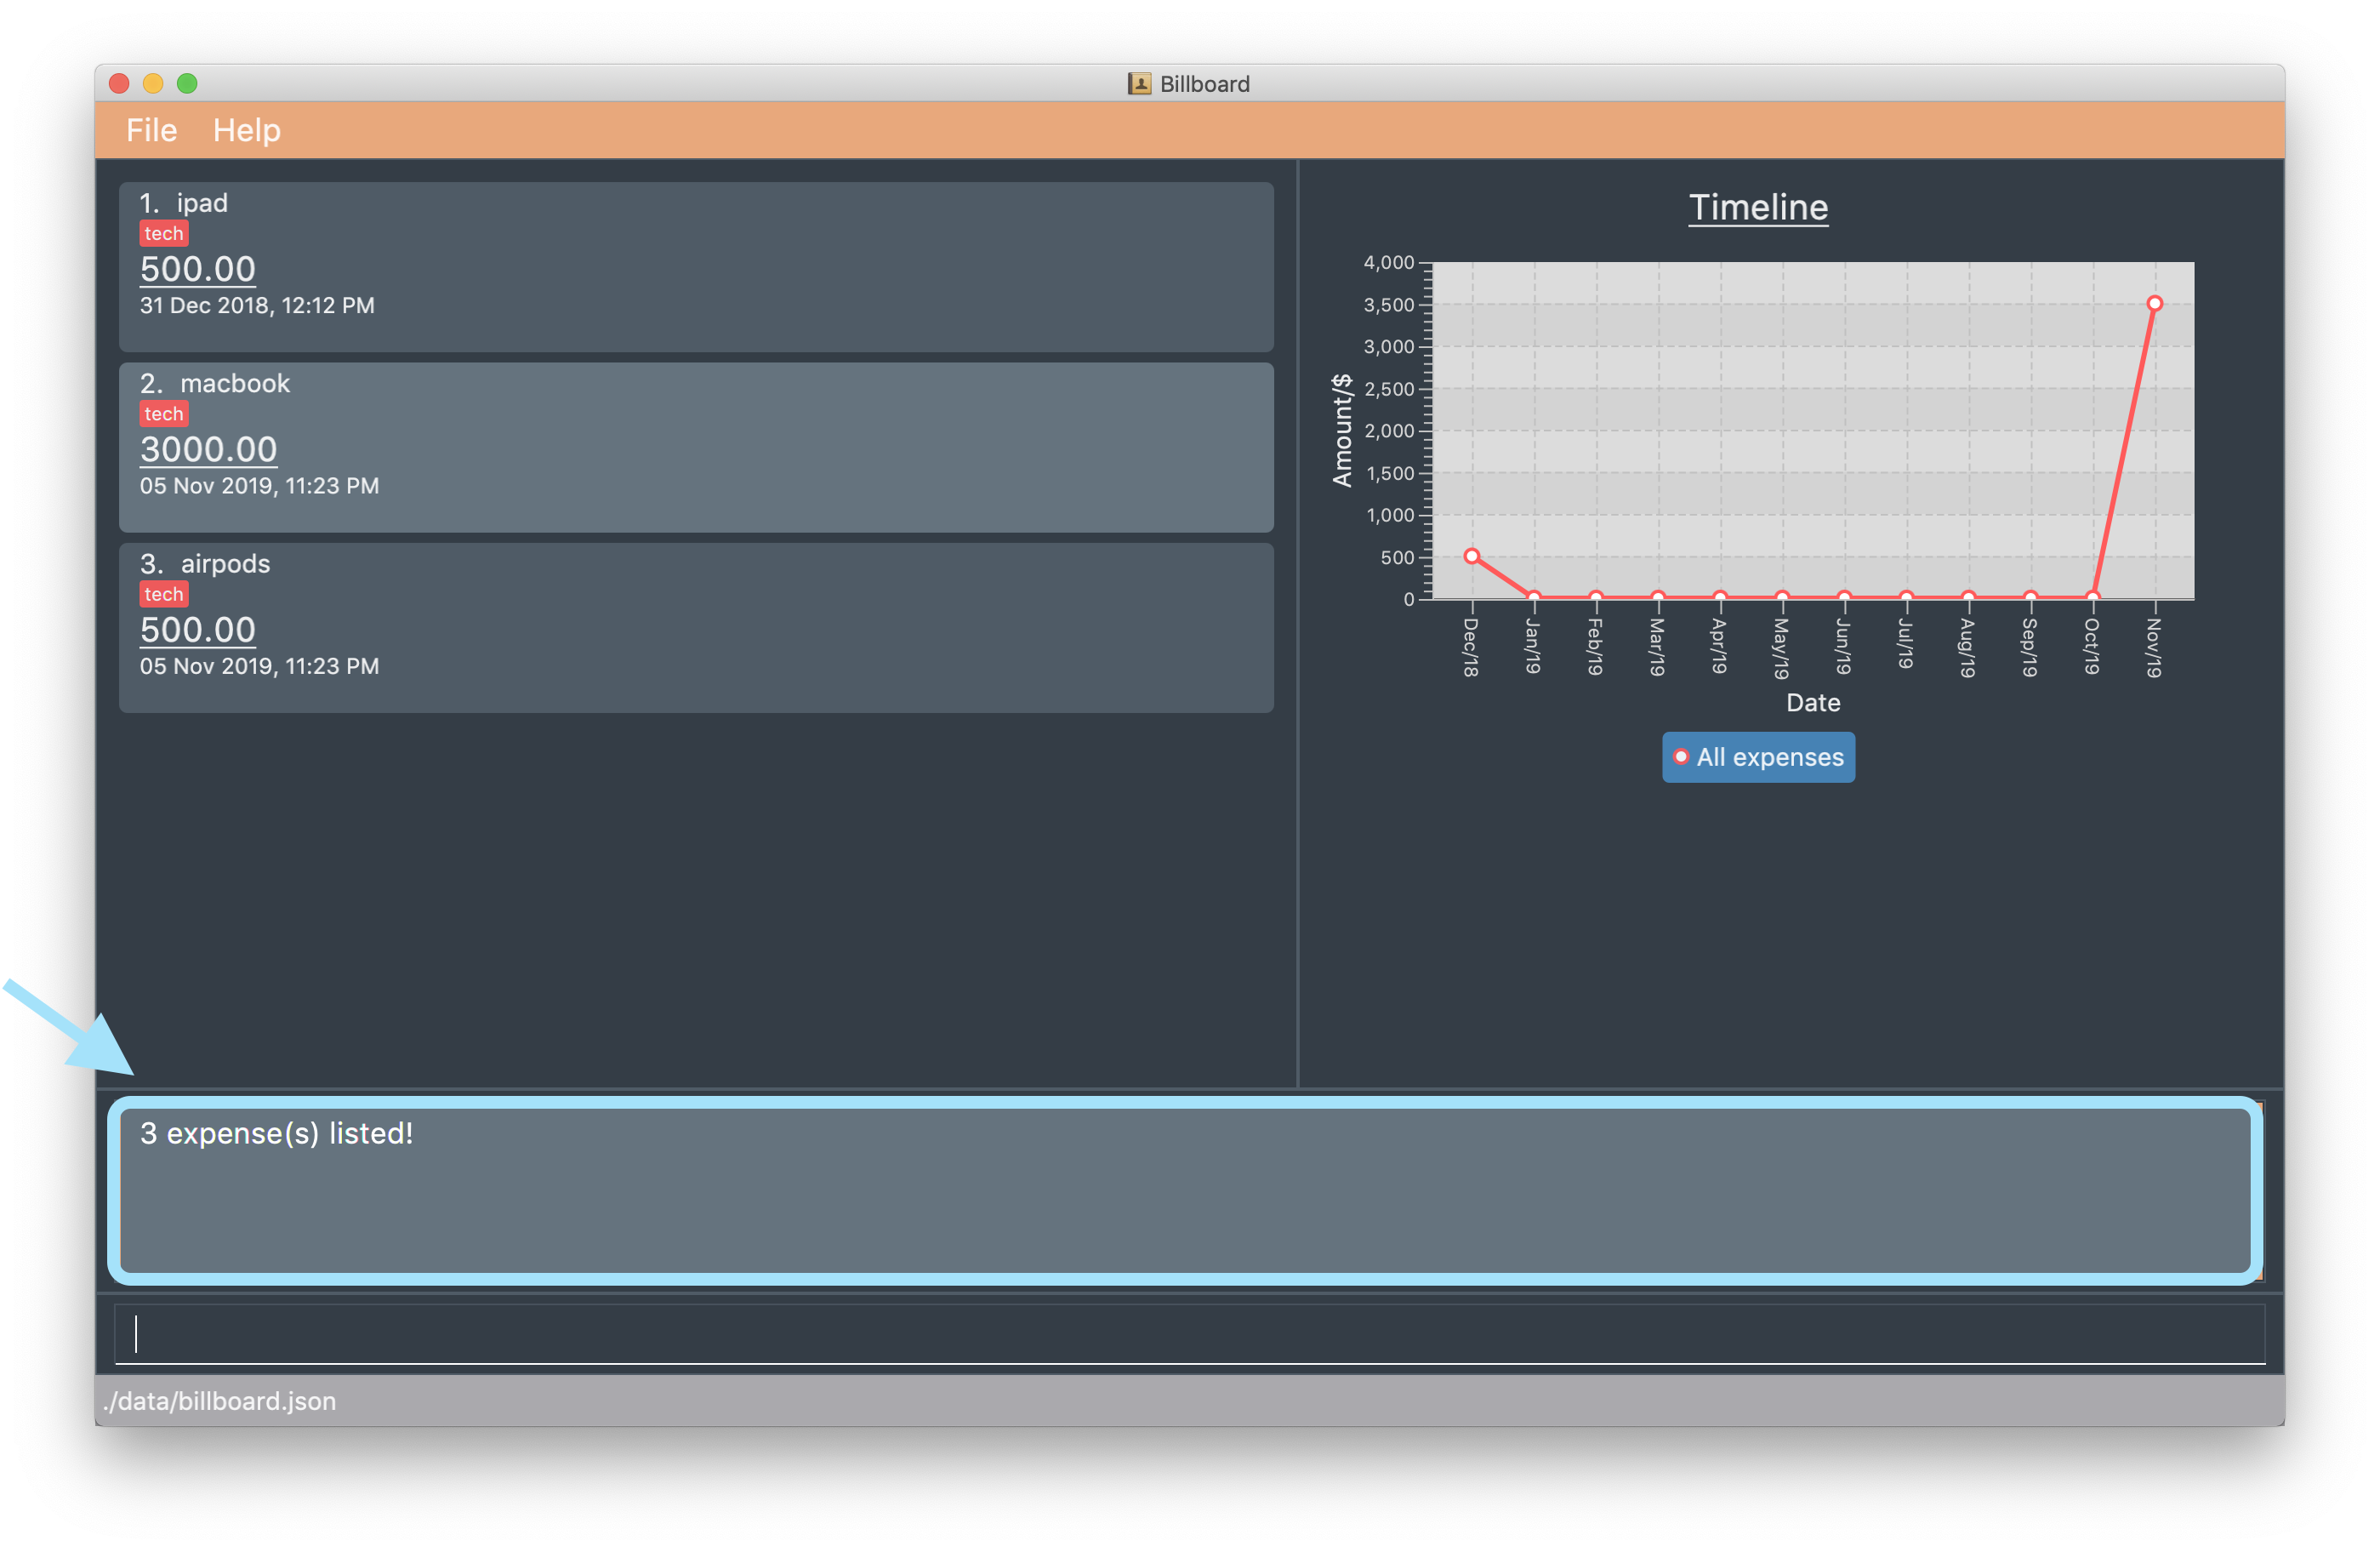 Billboard
File Help
1. ipad
tech
500.00
31 Dec 2018, 12:12 PM
2. macbook
tech
3000.00
05 Nov 2019, 11:23 PM
3. airpods
tech
500.00
05 Nov 2019, 11:23 PM
Timeline
4,000
3,500
3,000
2,500
2,000
1,500
1,000
500
0
Amount/$
Dec/18
Jan/19
Feb/19
Mar/19
Apr/19
May/19
Jun/19
Jul/19
Aug/19
Sep/19
Oct/19
Nov/19
Date
All expenses
3 expense(s) listed!
./data/billboard.json